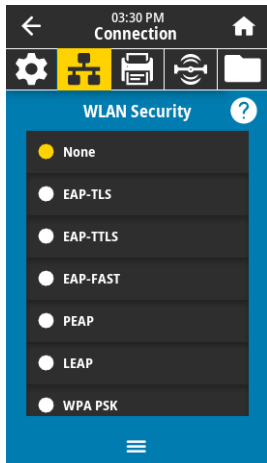 03:30 PM
Connection
WLAN Security
?
None
EAP-TLS
EAP-TTLS
EAP-FAST
PEAP
LEAP
WPA PSK